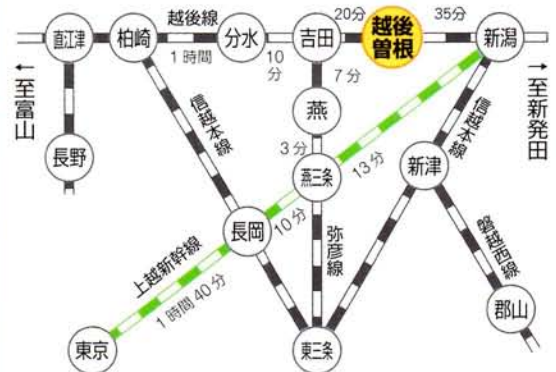 越後線
20分
35分
直江津
柏崎
1時間
分水
10分
吉田
越後
曽根
新潟
←至富山
7分
→至新発田
燕
信越本線
3分
信越本線
長野
燕三条
13分
新津
長岡
10分
弥彦線
磐越西線
上越新幹線
1時間40分
郡山
東京
東三条